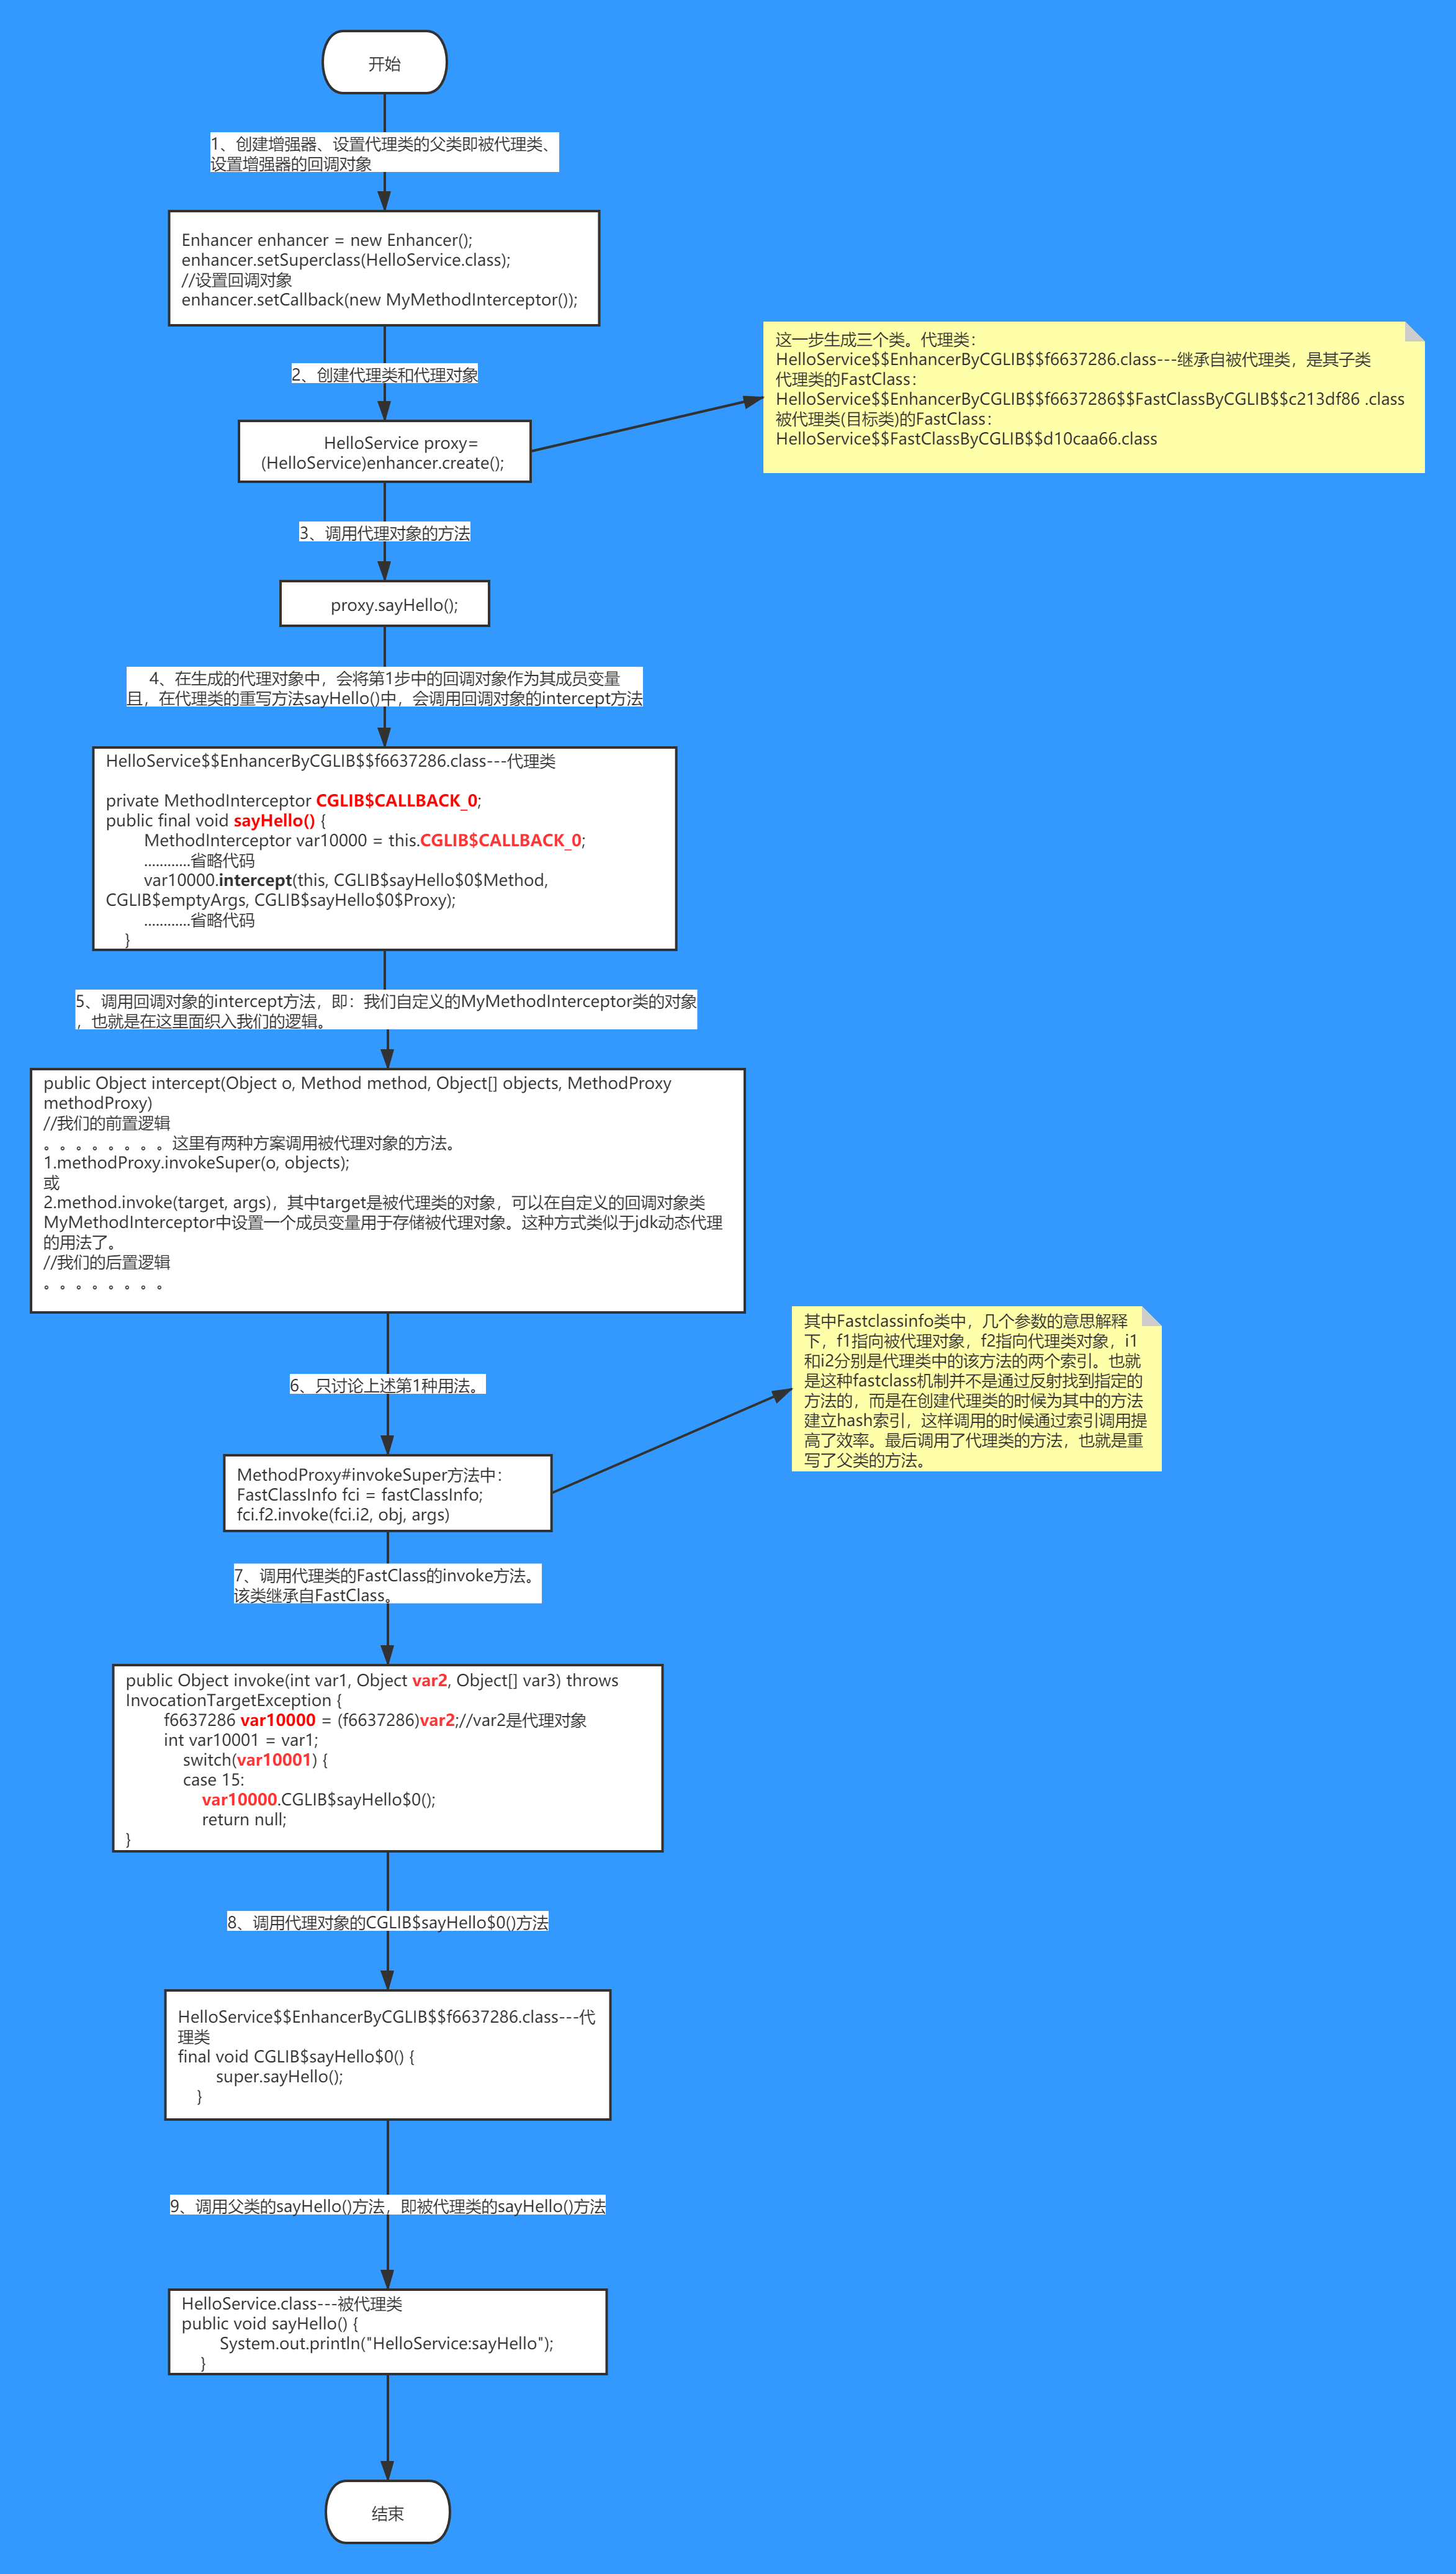 开始
1、创建增强器、设置代理类的父类即被代理类、
设置增强器的回调对象
Enhancer enhancer = new Enhancer();
enhancer.setSuperclass(HelloService.class);
//设置回调对象
enhancer.setCallback(new MyMethodInterceptor());
2、创建代理类和代理对象
HelloService proxy=
(HelloService)enhancer.create();
这一步生成三个类。代理类：
HelloService$$EnhancerByCGLIB$$f6637286.class---继承自被代理类，是其子类
代理类的FastClass：
HelloService$$EnhancerByCGLIB$$f6637286$$FastClassByCGLIB$$c213df86 .class
被代理类(目标类)的FastClass：
HelloService$$FastClassByCGLIB$$d10caa66.class
3、调用代理对象的方法
proxy.sayHello();
4、在生成的代理对象中，会将第1步中的回调对象作为其成员变量
且，在代理类的重写方法sayHello()中，会调用回调对象的intercept方法
HelloService$$EnhancerByCGLIB$$f6637286.class---代理类
private MethodInterceptor CGLIB$CALLBACK_0;
public final void sayHello() {
MethodInterceptor var10000 = this.CGLIB$CALLBACK_0;
............省略代码
var10000.intercept(this, CGLIB$sayHello$0$Method,
CGLIB$emptyArgs, CGLIB$sayHello$0$Proxy);
............省略代码
}
5、调用回调对象的intercept方法，即：我们自定义的MyMethodInterceptor类的对象
，也就是在这里面织入我们的逻辑。
public Object intercept(Object o, Method method, Object[] objects, MethodProxy
methodProxy)
//我们的前置逻辑
。。。。。。。。这里有两种方案调用被代理对象的方法。
1.methodProxy.invokeSuper(o, objects);
或
2.method.invoke(target, args)，其中target是被代理类的对象，可以在自定义的回调对象类
MyMethodInterceptor中设置一个成员变量用于存储被代理对象。这种方式类似于jdk动态代理
的用法了。
//我们的后置逻辑
。。。。。。。。
6、只讨论上述第1种用法。
其中Fastclassinfo类中，几个参数的意思解释
下，f1指向被代理对象，f2指向代理类对象，i1
和i2分别是代理类中的该方法的两个索引。也就
是这种fastclass机制并不是通过反射找到指定的
方法的，而是在创建代理类的时候为其中的方法
建立hash索引，这样调用的时候通过索引调用提
高了效率。最后调用了代理类的方法，也就是重
写了父类的方法。
MethodProxy#invokeSuper方法中：
FastClassInfo fci = fastClassInfo;
fci.f2.invoke(fci.i2, obj, args)
7、调用代理类的FastClass的invoke方法。
该类继承自FastClass。
public Object invoke(int var1, Object var2, Object[] var3) throws
InvocationTargetException {
f6637286 var10000 = (f6637286)var2;//var2是代理对象
int var10001 = var1;
switch(var10001) {
case 15:
var10000.CGLIB$sayHello$0();
return null;
}
8、调用代理对象的CGLIB$sayHello$0()方法
HelloService$$EnhancerByCGLIB$$f6637286.class---代
理类
final void CGLIB$sayHello$0() {
super.sayHello();
}
9、调用父类的sayHello()方法，即被代理类的sayHello()方法
HelloService.class---被代理类
public void sayHello() {
System.out.println("HelloService:sayHello");
}
结束